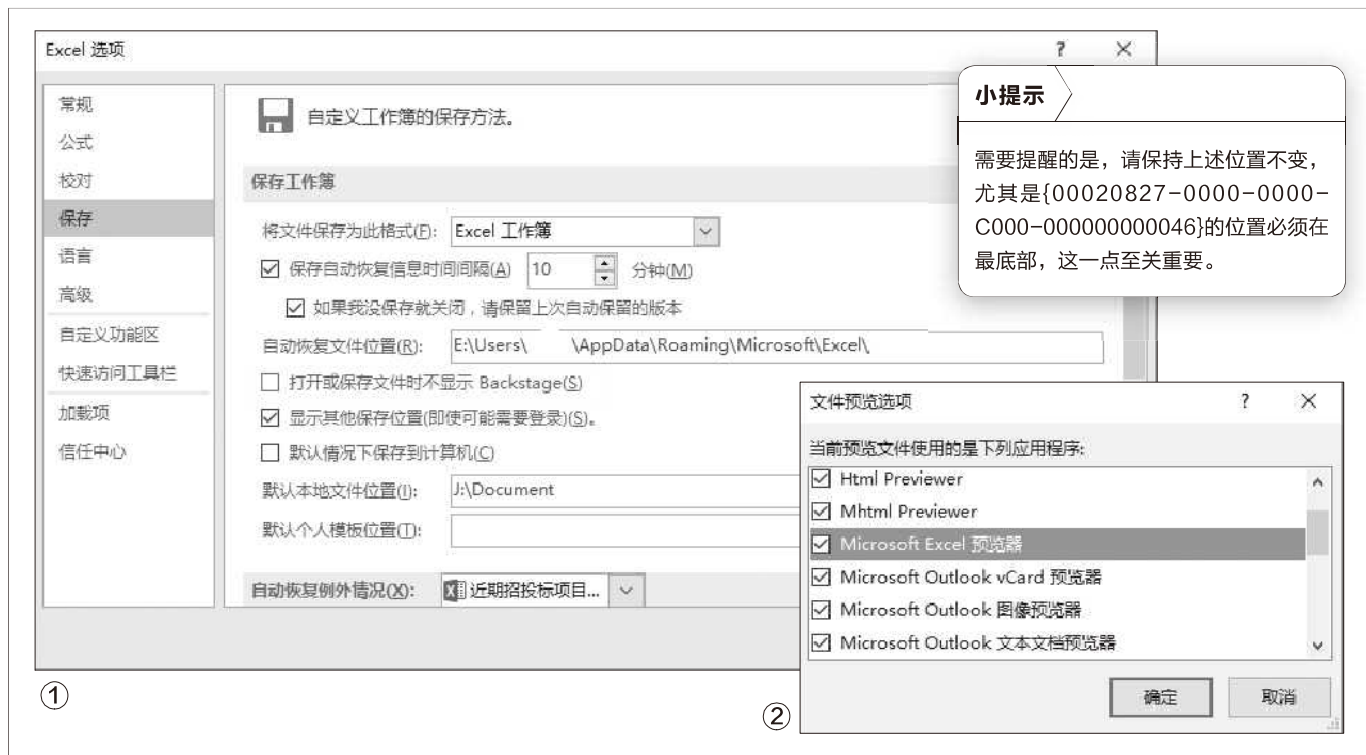 Excel 选项
?
×
常规
公式
校对
保存
语言
高级
自定义功能区
快速访问工具栏
加载项
信任中心
自定义工作簿的保存方法。
保存工作簿
将文件保存为此格式(F): Excel 工作簿
保存自动恢复信息时间间隔(A) 10 分钟(M)
如果我没保存就关闭，请保留上次自动保留的版本
自动恢复文件位置(R): E:\Users\ \AppData\Roaming\Microsoft\Excel\
打开或保存文件时不显示 Backstage(S)
显示其他保存位置(即使可能需要登录)(S)。
默认情况下保存到计算机(C)
默认本地文件位置(I): J:\Document
默认个人模板位置(T):
自动恢复例外情况(X): 近期招投标项目...
①
小提示
需要提醒的是，请保持上述位置不变，
尤其是{00020827-0000-0000-
C000-000000000046}的位置必须在
最底部，这一点至关重要。
文件预览选项
?
×
当前预览文件使用的是下列应用程序:
Html Previewer
Mhtml Previewer
Microsoft Excel 预览器
Microsoft Outlook vCard 预览器
Microsoft Outlook 图像预览器
Microsoft Outlook 文本文档预览器
确定
取消
②